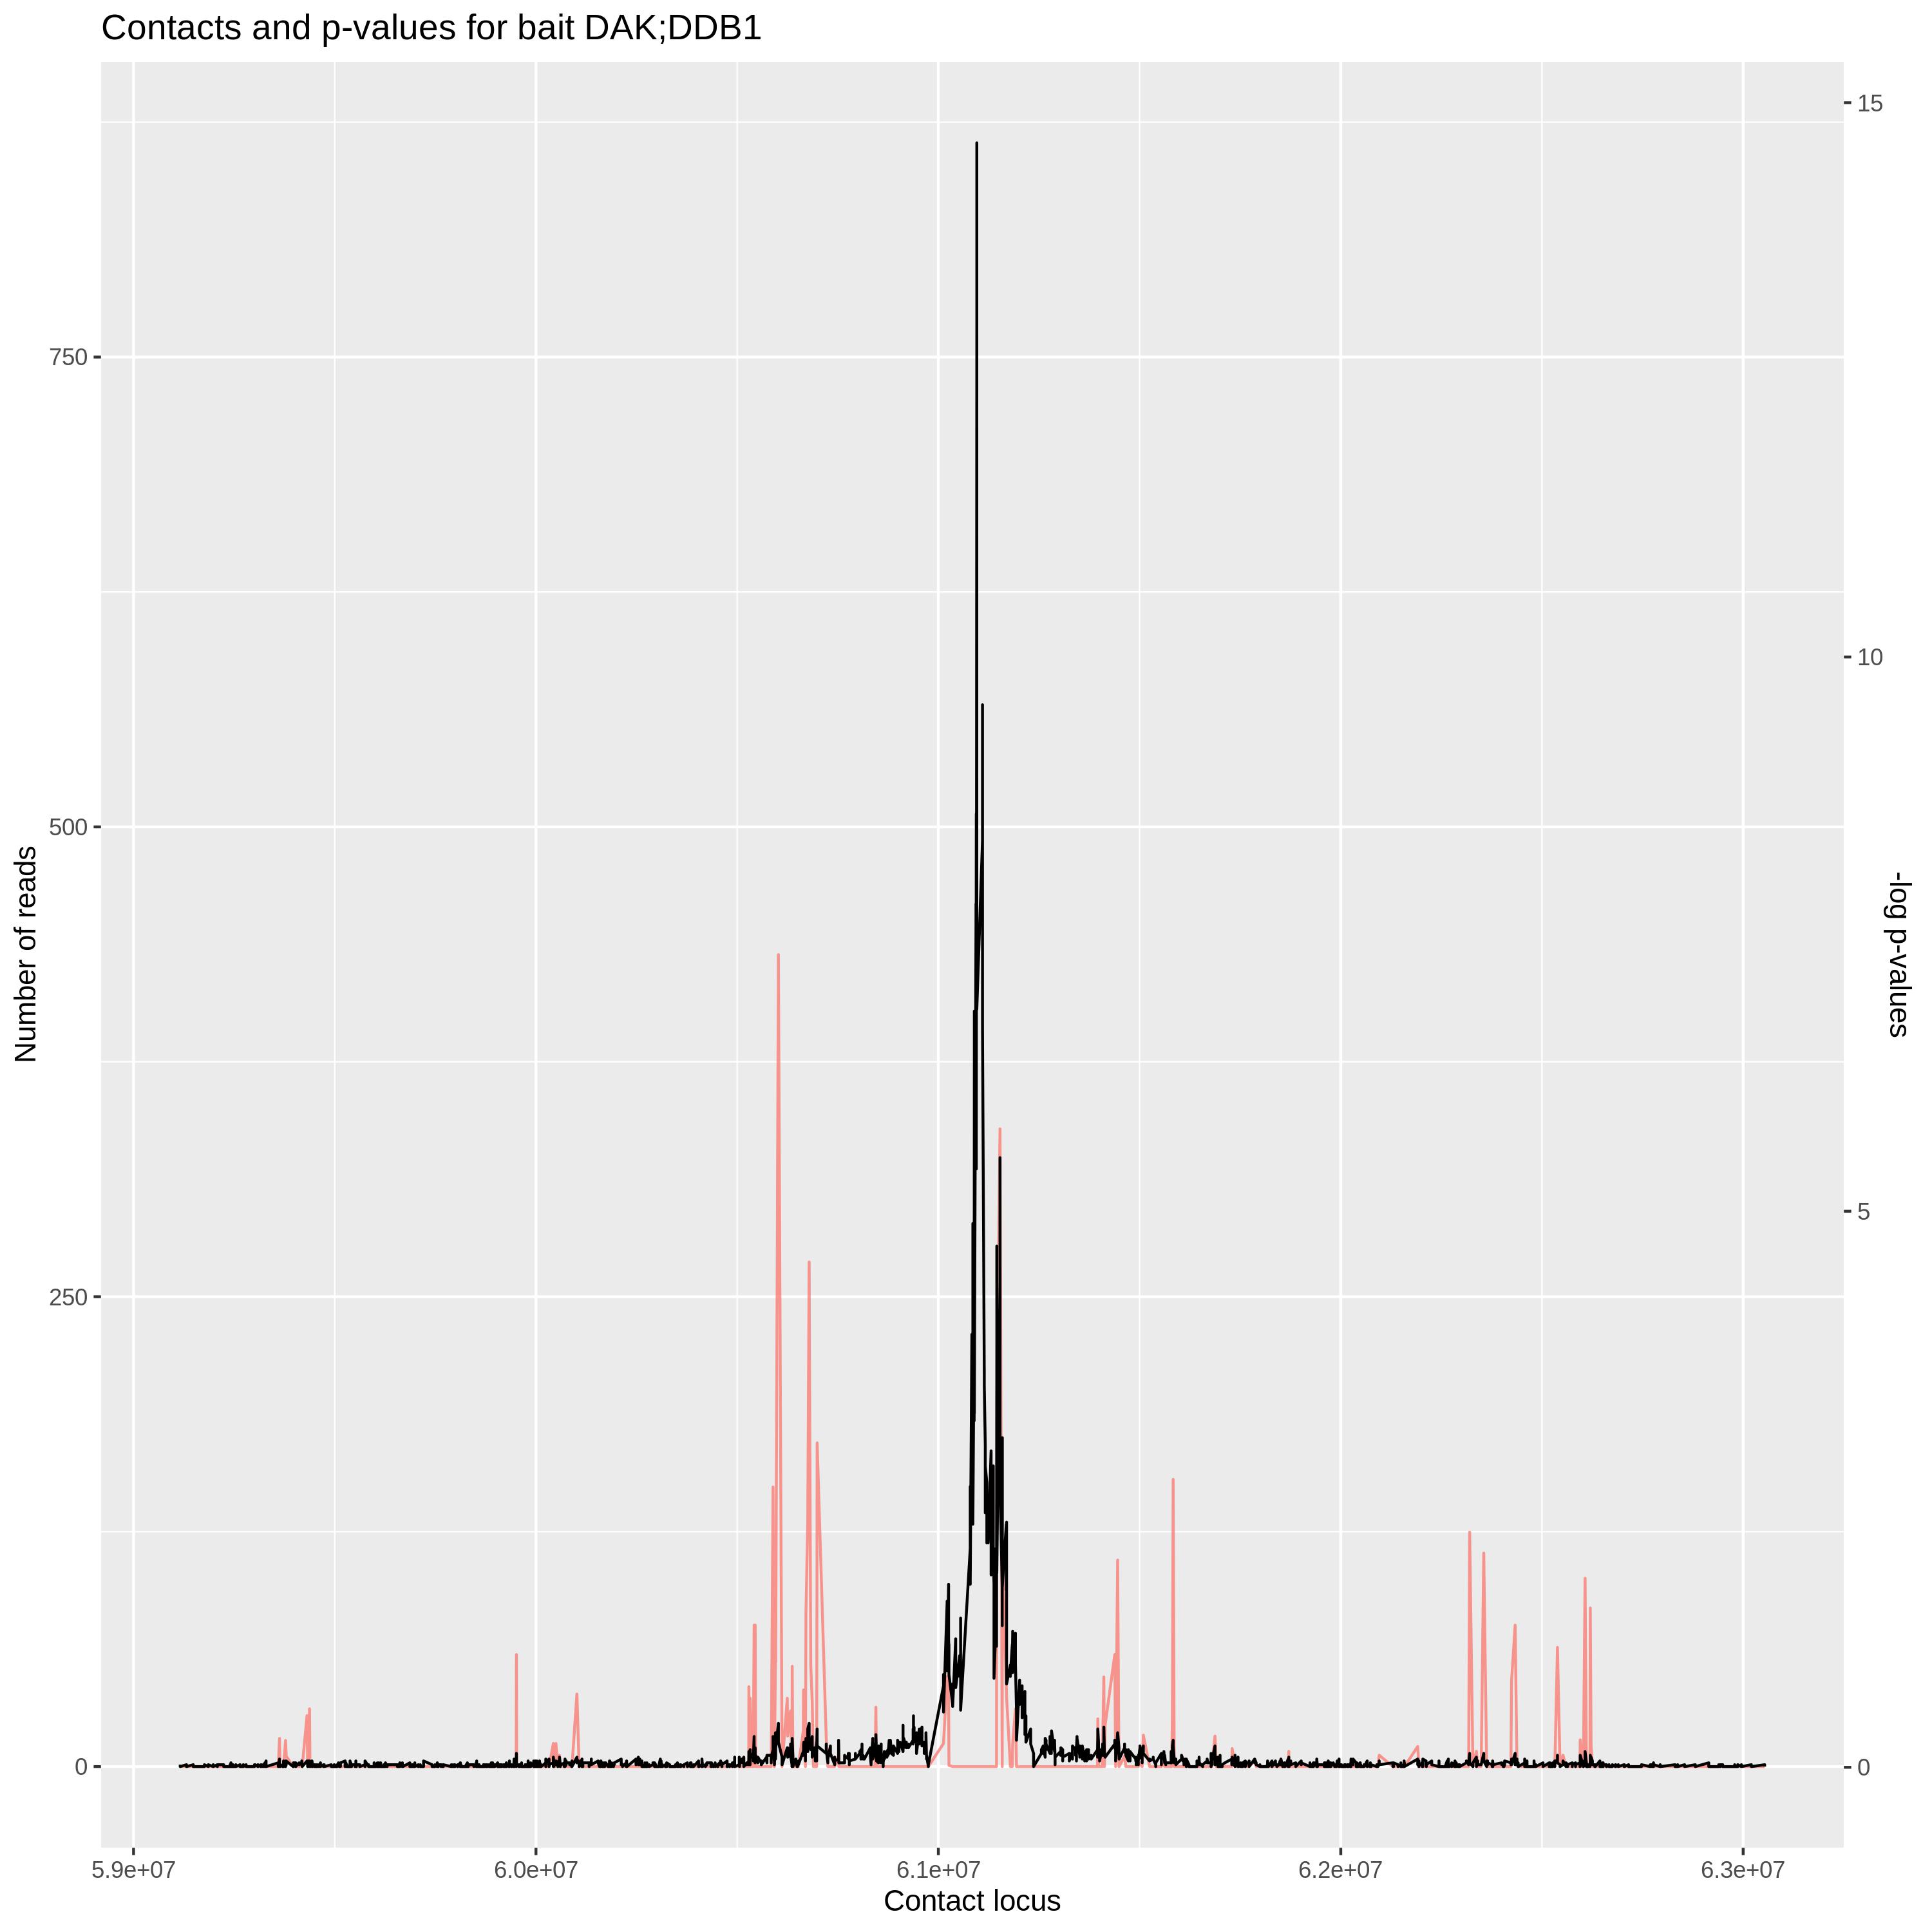 Contacts and p-values for bait DAK;DDB1
15
750
10
500
Number of reads
-log p-values
5
250
0
0
5.9e+07
6.0e+07
6.1e+07
6.2e+07
6.3e+07
Contact locus